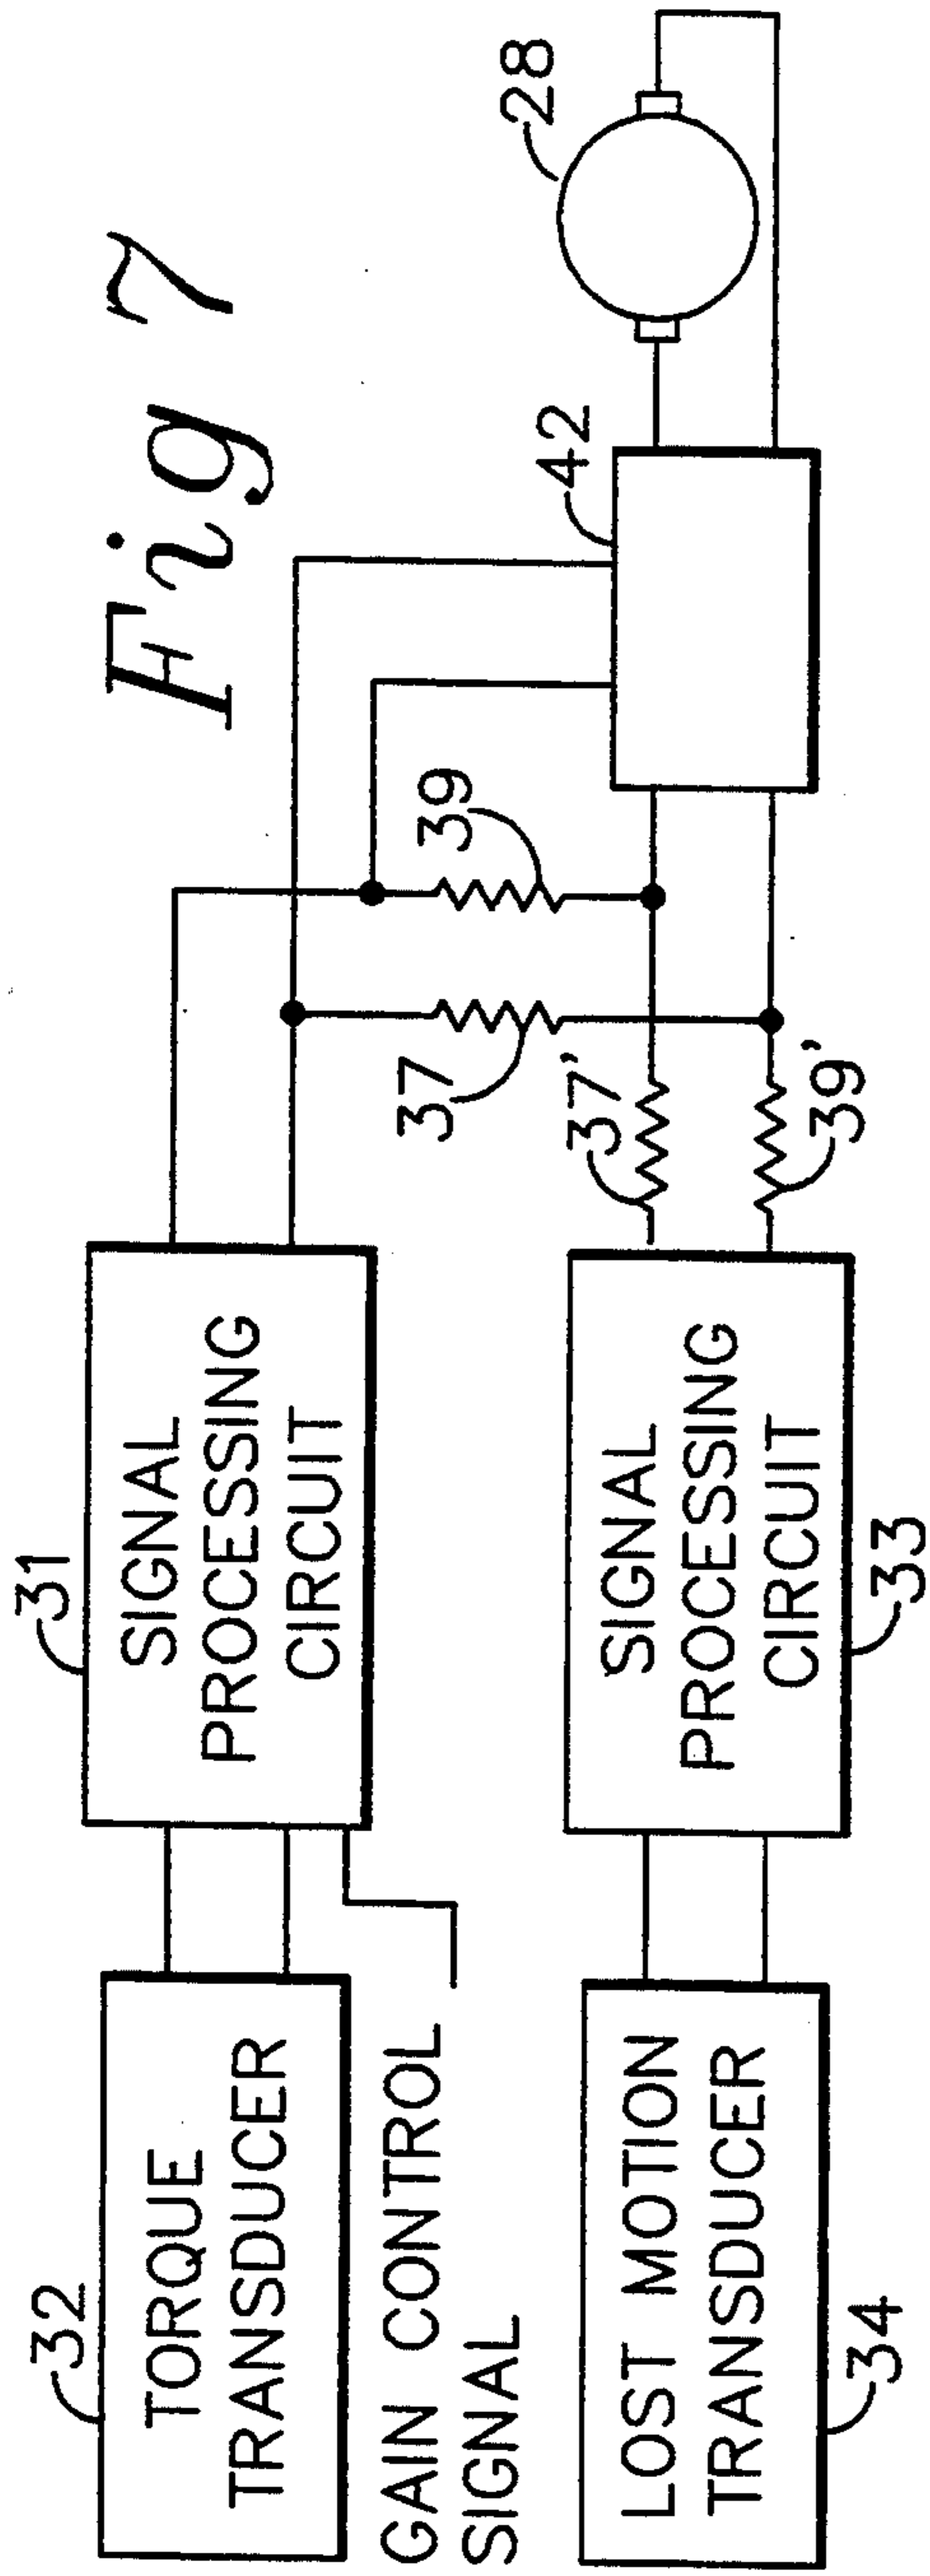 Fig 7
32
TORQUE
TRANSDUCER
GAIN CONTROL
SIGNAL
31
SIGNAL
PROCESSING
CIRCUIT
34
LOST MOTION
TRANSDUCER
33
SIGNAL
PROCESSING
CIRCUIT
37
39
37'
39'
42
28